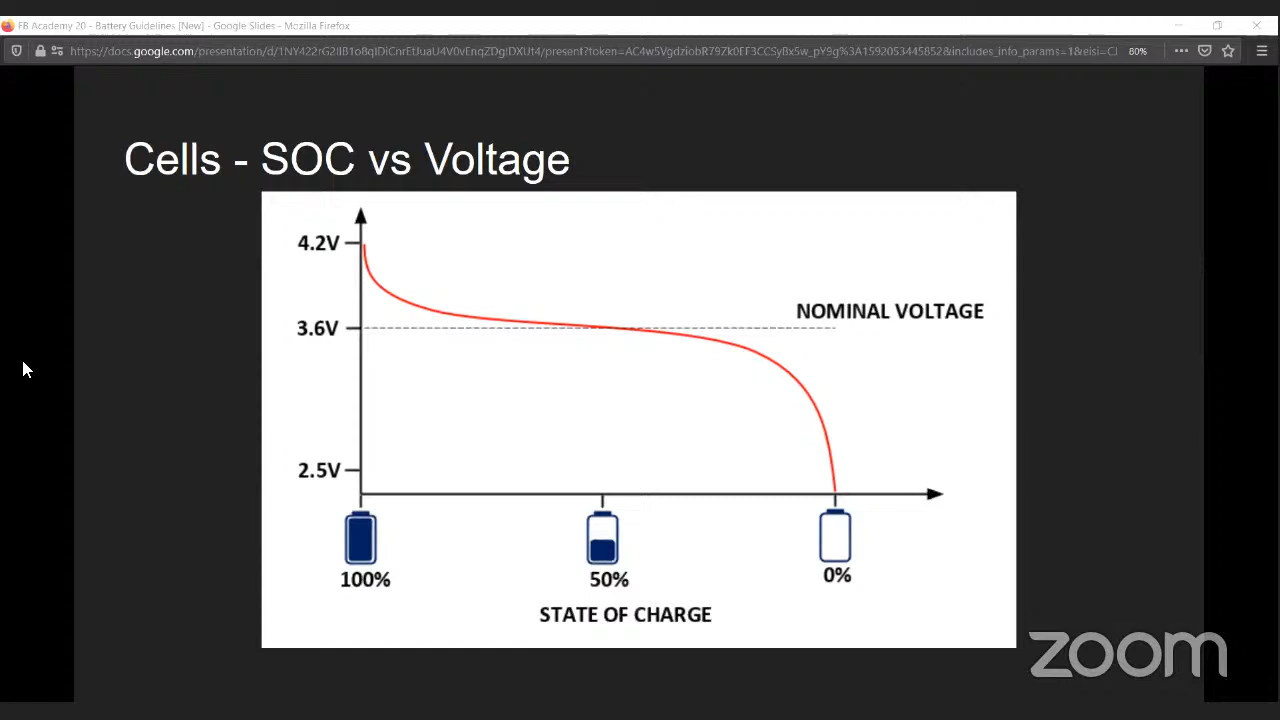 FB Academy 20 - Battery Guidelines [New] - Google Slides - Mozilla Firefox
80%
Cells - SOC vs Voltage
4.2V
NOMINAL VOLTAGE
3.6V
2.5V
100%
50%
0%
STATE OF CHARGE
zoom